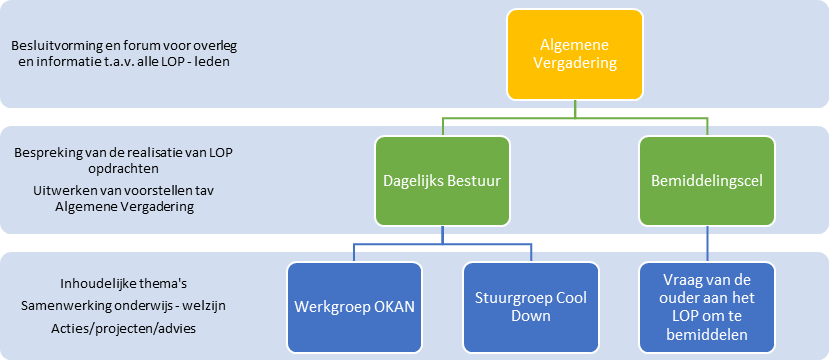 Besluitvorming en forum voor overleg
en informatie t.a.v. alle LOP - leden
Algemene
Vergadering
Bespreking van de realisatie van LOP
opdrachten
Uitwerken van voorstellen tav
Algemene Vergadering
Dagelijks Bestuur
Bemiddelingscel
Inhoudelijke thema's
Samenwerking onderwijs - welzijn
Acties/projecten/advies
Werkgroep OKAN
Stuurgroep Cool
Down
Vraag van de
ouder aan het
LOP om te
bemiddelen